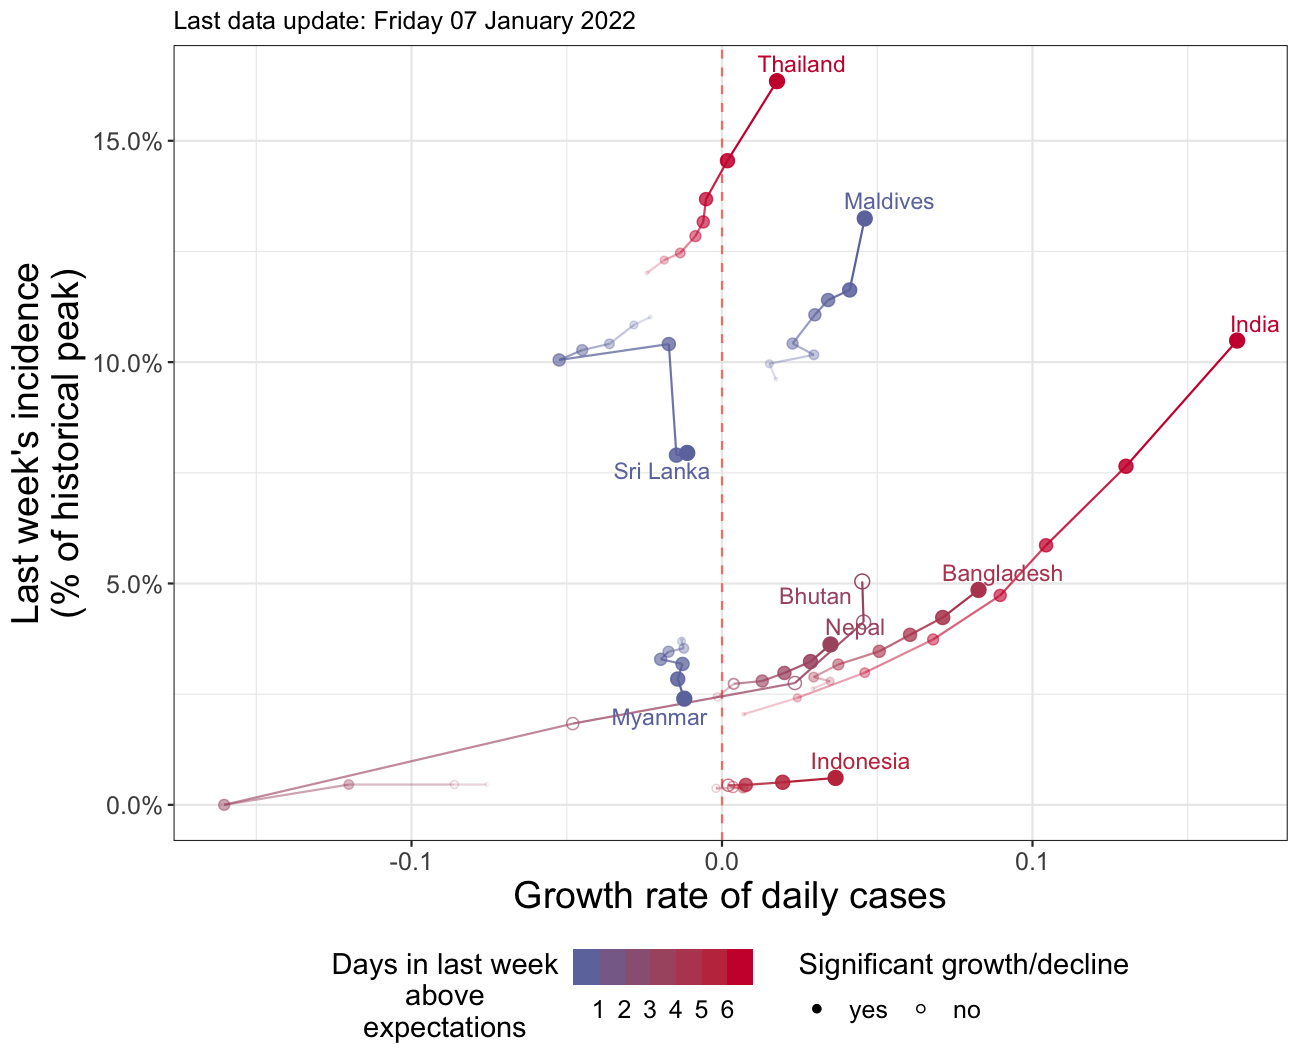 Last data update: Friday 07 January 2022
Thailand
15.0%
Maldives
India
10.0%
Last week's incidence
(% of historical peak)
Sri Lanka
5.0%
Bangladesh
Bhutan
Nepal
Myanmar
Indonesia
0.0%
-0.1 0.0 0.1
Growth rate of daily cases
Days in last week
above
expectations
1 2 3 4 5 6
Significant growth/decline
yes no